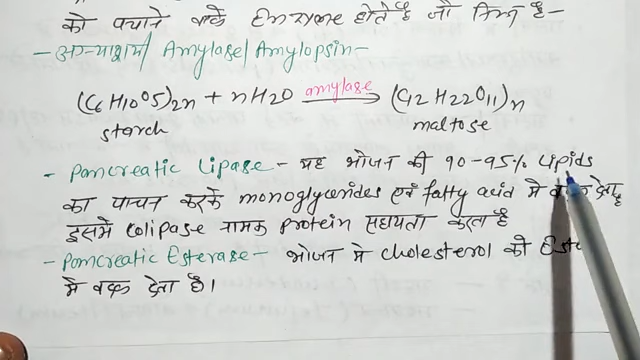 को पचाने वाले Enzyme होते है जो निम्न है-
- अग्न्याशयी Amylase/Amylopsin-
(C6H10O5)2n + nH2O amylase (C12H22O11)n
starch maltose
- Pancreatic Lipase - यह भोजन की 90-95% Lipids
का पाचन करके monoglycerides एवं fatty acid मे देता है
इसमे colipase नामक protein सहायता करता है
- Pancreatic Esterase - भोजन मे cholesterol को
मे बदल देता है।